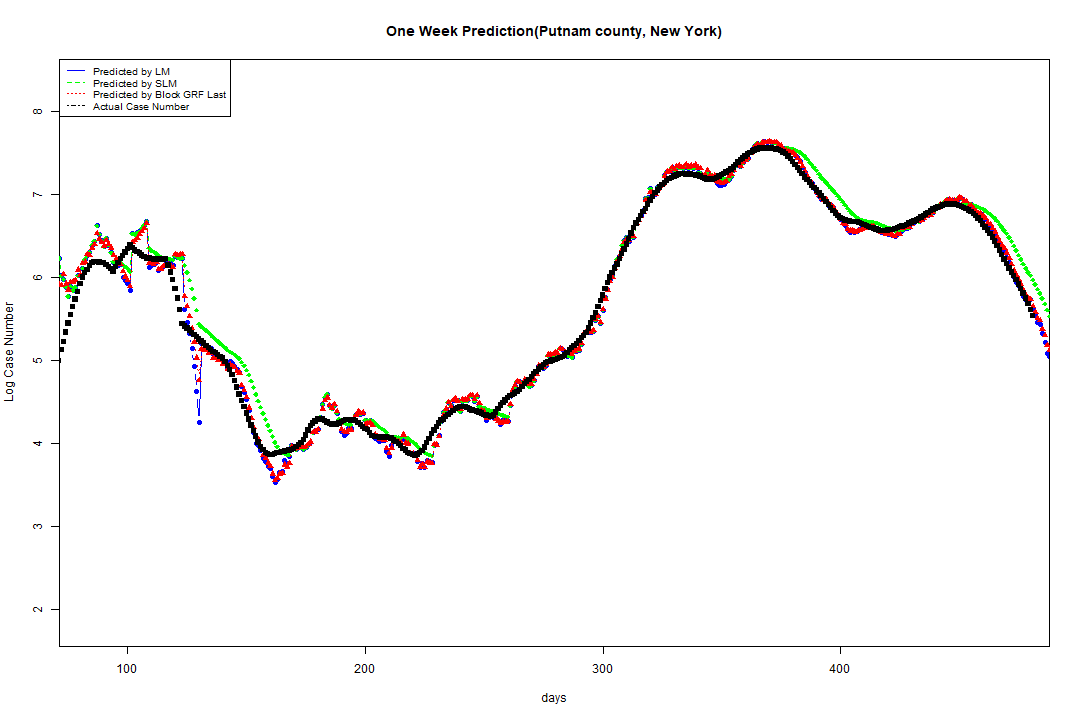 One Week Prediction(Putnam county, New York)
Predicted by LM
Predicted by SLM
Predicted by Block GRF Last
Actual Case Number
8
7
6
5
4
3
2
Log Case Number
100 200 300 400
days